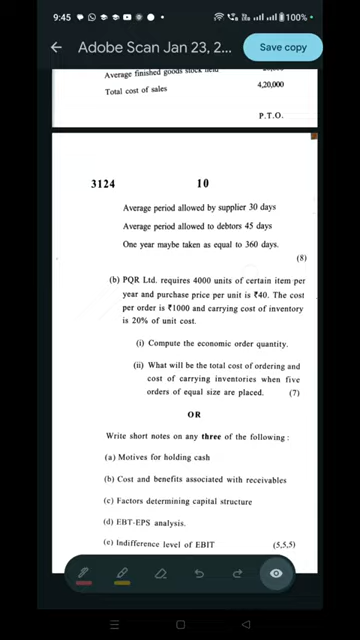 9:45
100%
Adobe Scan Jan 23, 2...
Save copy
Average finished goods stock held
Total cost of sales 4,20,000
P.T.O.
3124 10
Average period allowed by supplier 30 days
Average period allowed to debtors 45 days
One year maybe taken as equal to 360 days.
(8)
(b) PQR Ltd. requires 4000 units of certain item per
year and purchase price per unit is ₹40. The cost
per order is ₹1000 and carrying cost of inventory
is 20% of unit cost.
(i) Compute the economic order quantity.
(ii) What will be the total cost of ordering and
cost of carrying inventories when five
orders of equal size are placed. (7)
OR
Write short notes on any three of the following :
(a) Motives for holding cash
(b) Cost and benefits associated with receivables
(c) Factors determining capital structure
(d) EBT-EPS analysis.
(e) Indifference level of EBIT (5,5,5)